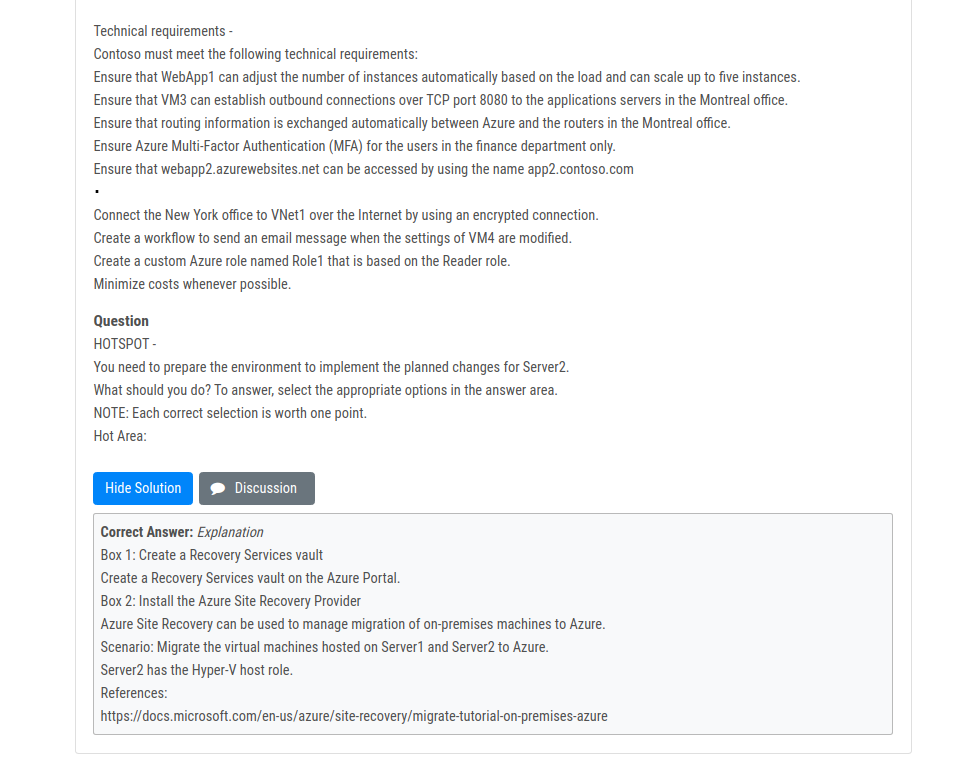 Technical requirements -
Contoso must meet the following technical requirements:
Ensure that WebApp1 can adjust the number of instances automatically based on the load and can scale up to five instances.
Ensure that VM3 can establish outbound connections over TCP port 8080 to the applications servers in the Montreal office.
Ensure that routing information is exchanged automatically between Azure and the routers in the Montreal office.
Ensure Azure Multi-Factor Authentication (MFA) for the users in the finance department only.
Ensure that webapp2.azurewebsites.net can be accessed by using the name app2.contoso.com
.
Connect the New York office to VNet1 over the Internet by using an encrypted connection.
Create a workflow to send an email message when the settings of VM4 are modified.
Create a custom Azure role named Role1 that is based on the Reader role.
Minimize costs whenever possible.
Question
HOTSPOT -
You need to prepare the environment to implement the planned changes for Server2.
What should you do? To answer, select the appropriate options in the answer area.
NOTE: Each correct selection is worth one point.
Hot Area:
Hide Solution Discussion
Correct Answer: Explanation
Box 1: Create a Recovery Services vault
Create a Recovery Services vault on the Azure Portal.
Box 2: Install the Azure Site Recovery Provider
Azure Site Recovery can be used to manage migration of on-premises machines to Azure.
Scenario: Migrate the virtual machines hosted on Server1 and Server2 to Azure.
Server2 has the Hyper-V host role.
References:
https://docs.microsoft.com/en-us/azure/site-recovery/migrate-tutorial-on-premises-azure